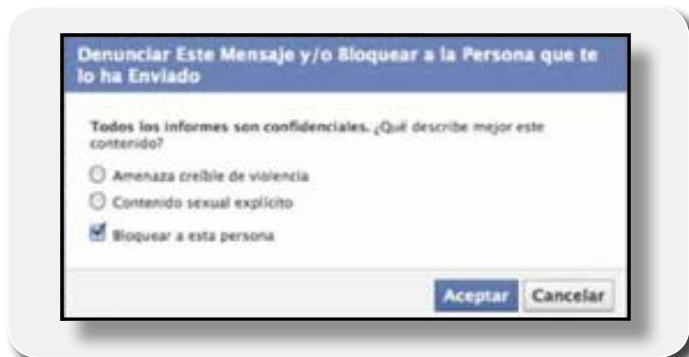 Denunciar Este Mensaje y/o Bloquear a la Persona que te
lo ha Enviado
Todos los informes son confidenciales. ¿Qué describe mejor este
contenido?
Amenaza creíble de violencia
Contenido sexual explícito
Bloquear a esta persona
Aceptar Cancelar